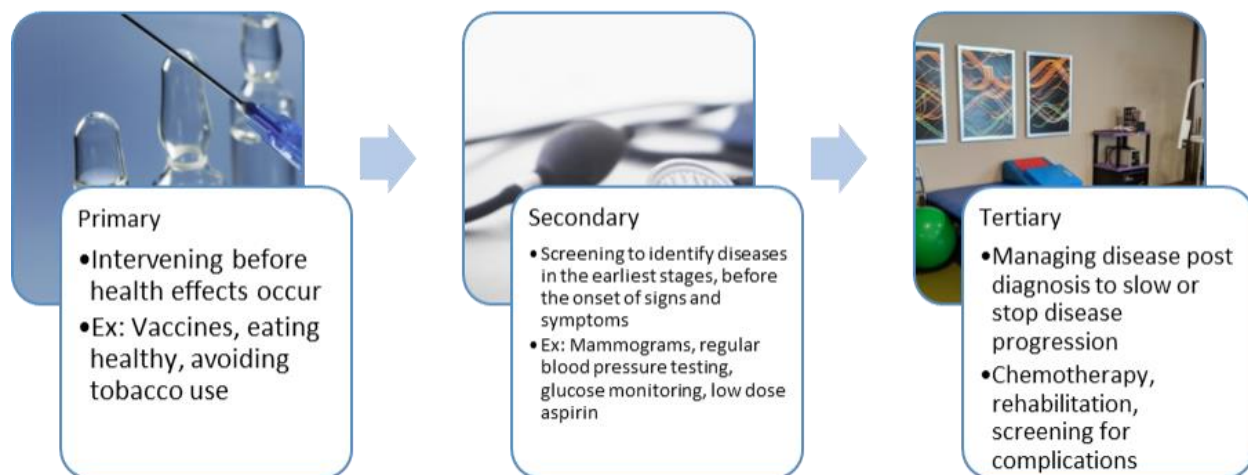 Primary
•Intervening before
health effects occur
•Ex: Vaccines, eating
healthy, avoiding
tobacco use
Secondary
•Screening to identify diseases
in the earliest stages, before
the onset of signs and
symptoms
•Ex: Mammograms, regular
blood pressure testing,
glucose monitoring, low dose
aspirin
Tertiary
•Managing disease post
diagnosis to slow or
stop disease
progression
•Chemotherapy,
rehabilitation,
screening for
complications